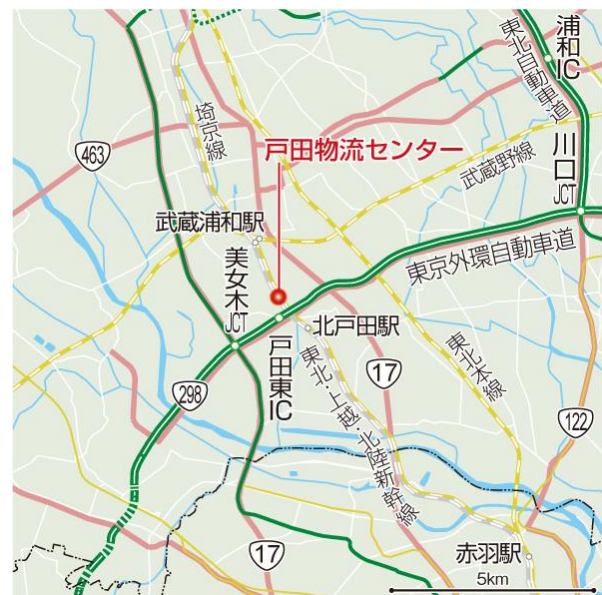 浦和IC
東北自動車道
埼京線
463
戸田物流センター
武蔵野線
川口JCT
武蔵浦和駅
東京外環自動車道
美女木JCT
北戸田駅
戸田東IC
東北・上越・北陸新幹線
東北本線
17
298
122
17
赤羽駅
5km